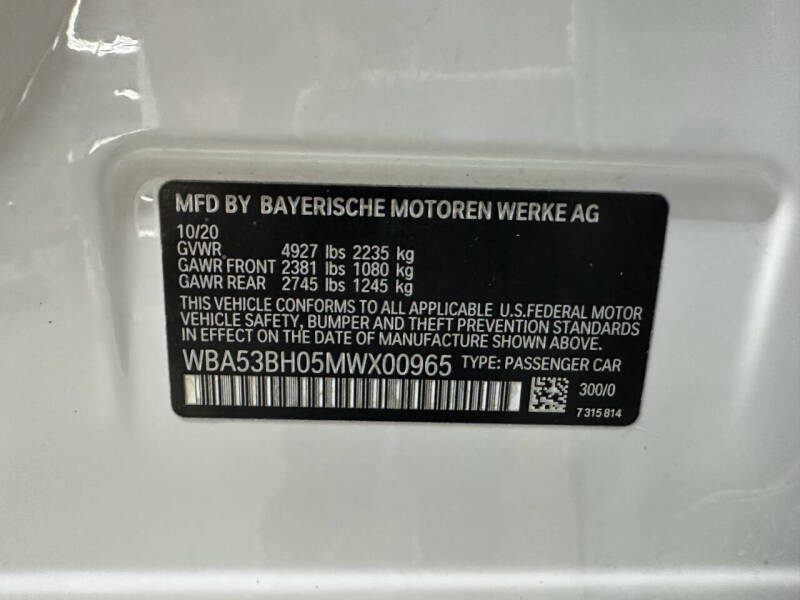 MFD BY BAYERISCHE MOTOREN WERKE AG
10/20
GVWR 4927 lbs 2235 kg
GAWR FRONT 2381 lbs 1080 kg
GAWR REAR 2745 lbs 1245 kg
THIS VEHICLE CONFORMS TO ALL APPLICABLE U.S.FEDERAL MOTOR
VEHICLE SAFETY, BUMPER AND THEFT PREVENTION STANDARDS
IN EFFECT ON THE DATE OF MANUFACTURE SHOWN ABOVE.
WBA53BH05MWX00965 TYPE: PASSENGER CAR
300/0
7 315 814